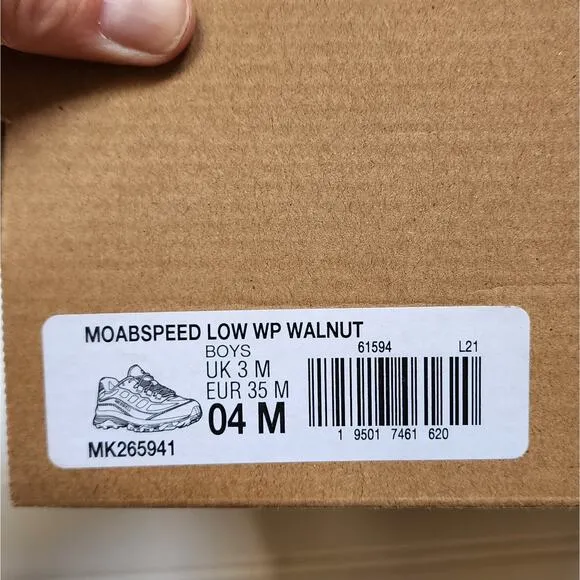 MOABSPEED LOW WP WALNUT
BOYS
UK 3 M
EUR 35 M
04 M
MK265941
61594 L21
1 9501 7461 620